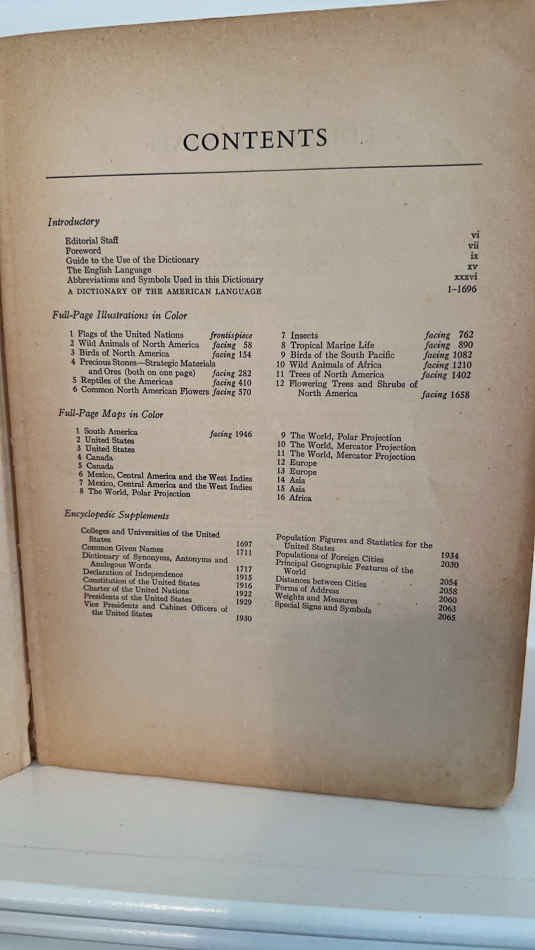 CONTENTS
Introductory
Editorial Staff vi
Foreword vii
Guide to the Use of the Dictionary ix
The English Language xv
Abbreviations and Symbols Used in this Dictionary xxxvi
A DICTIONARY OF THE AMERICAN LANGUAGE 1–1696
Full-Page Illustrations in Color
1 Flags of the United Nations frontispiece
2 Wild Animals of North America facing 58
3 Birds of North America facing 154
4 Precious Stones—Strategic Materials
and Ores (both on one page) facing 282
5 Reptiles of the Americas facing 410
6 Common North American Flowers facing 570
7 Insects facing 762
8 Tropical Marine Life facing 890
9 Birds of the South Pacific facing 1082
10 Wild Animals of Africa facing 1210
11 Trees of North America facing 1402
12 Flowering Trees and Shrubs of
North America facing 1658
Full-Page Maps in Color
1 South America facing 1946
2 United States
3 United States
4 Canada
5 Canada
6 Mexico, Central America and the West Indies
7 Mexico, Central America and the West Indies
8 The World, Polar Projection
9 The World, Polar Projection
10 The World, Mercator Projection
11 The World, Mercator Projection
12 Europe
13 Europe
14 Asia
15 Asia
16 Africa
Encyclopedic Supplements
Colleges and Universities of the United
States 1697
Common Given Names 1711
Dictionary of Synonyms, Antonyms and
Analogous Words 1717
Declaration of Independence 1915
Constitution of the United States 1916
Charter of the United Nations 1922
Presidents of the United States 1929
Vice Presidents and Cabinet Officers of
the United States 1930
Population Figures and Statistics for the
United States 1934
Populations of Foreign Cities 2030
Principal Geographic Features of the
World 2054
Distances between Cities 2058
Forms of Address 2060
Weights and Measures 2063
Special Signs and Symbols 2065